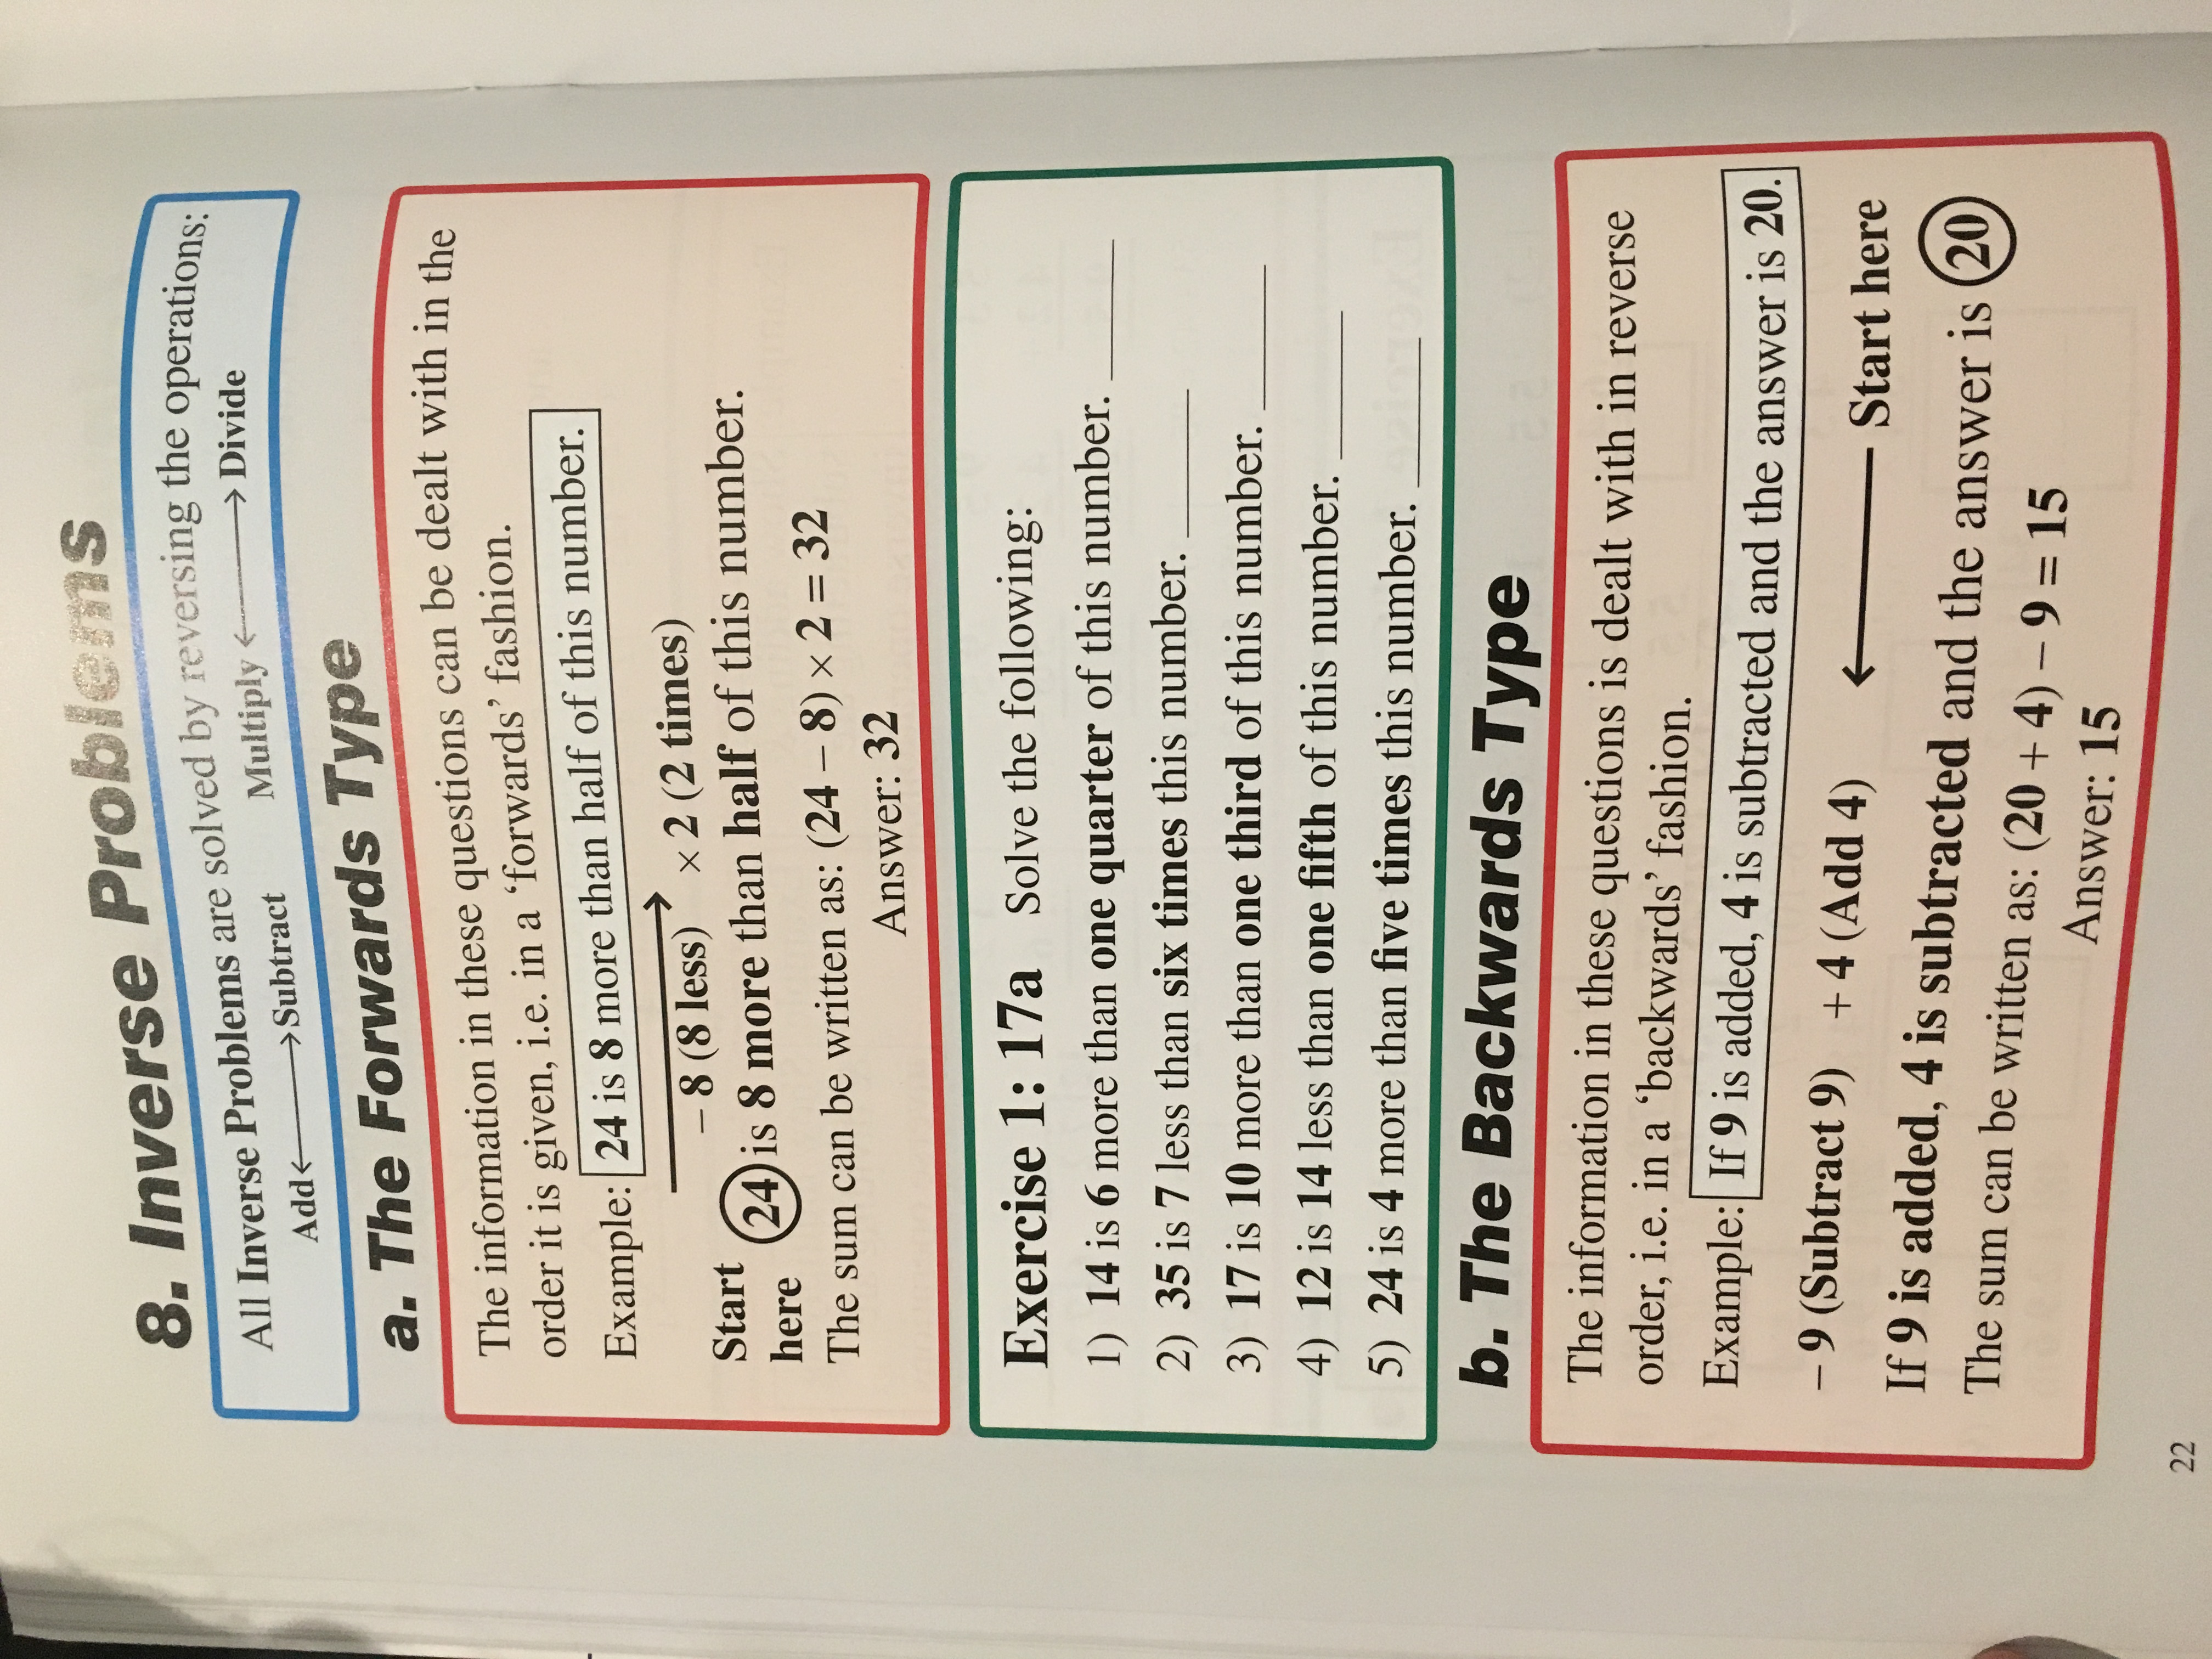 8. Inverse Problems
All Inverse Problems are solved by reversing the operations:
Add ⟵⟶ Subtract Multiply ⟵⟶ Divide
a. The Forwards Type
The information in these questions can be dealt with in the
order it is given, i.e. in a ‘forwards’ fashion.
Example: 24 is 8 more than half of this number.
– 8 (8 less) × 2 (2 times)
Start
here
24 is 8 more than half of this number.
The sum can be written as: (24 – 8) × 2 = 32
Answer: 32
Exercise 1: 17a Solve the following:
1) 14 is 6 more than one quarter of this number. ______
2) 35 is 7 less than six times this number. ______
3) 17 is 10 more than one third of this number. ______
4) 12 is 14 less than one fifth of this number. ______
5) 24 is 4 more than five times this number. ______
b. The Backwards Type
The information in these questions is dealt with in reverse
order, i.e. in a ‘backwards’ fashion.
Example: If 9 is added, 4 is subtracted and the answer is 20.
– 9 (Subtract 9) + 4 (Add 4) ⟵ Start here
If 9 is added, 4 is subtracted and the answer is 20
The sum can be written as: (20 + 4) – 9 = 15
Answer: 15
22